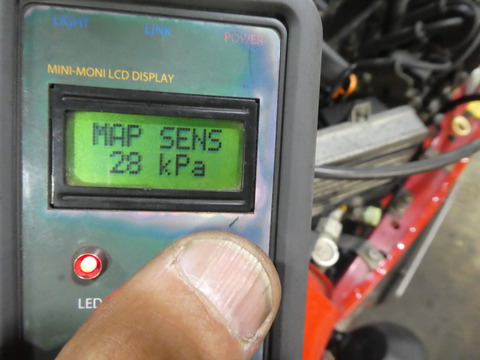 LIGHT LINK POWER
MINI-MONI LCD DISPLAY
MAP SENS
28 kPa
LED